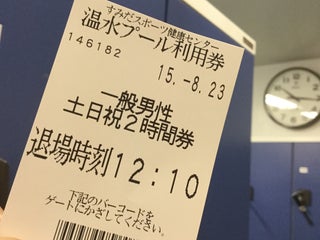 すみだスポーツ健康センター
温水プール利用券
146182
15.-8.23
一般男性
土日祝2時間券
退場時刻12:10
下記のバーコードを
ゲートにかざしてください。